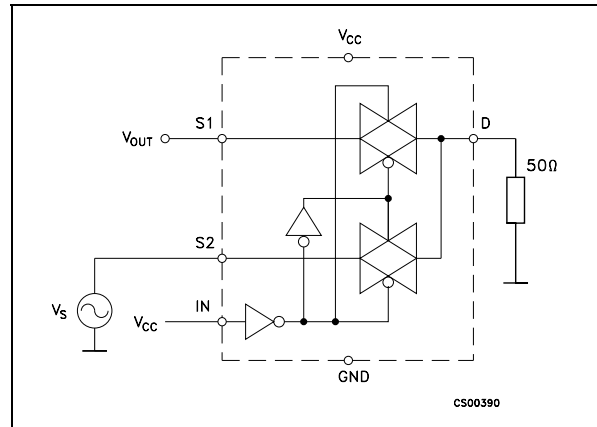 VCC
S1
D
VOUT
50Ω
S2
VS
IN
VCC
GND
CS00390